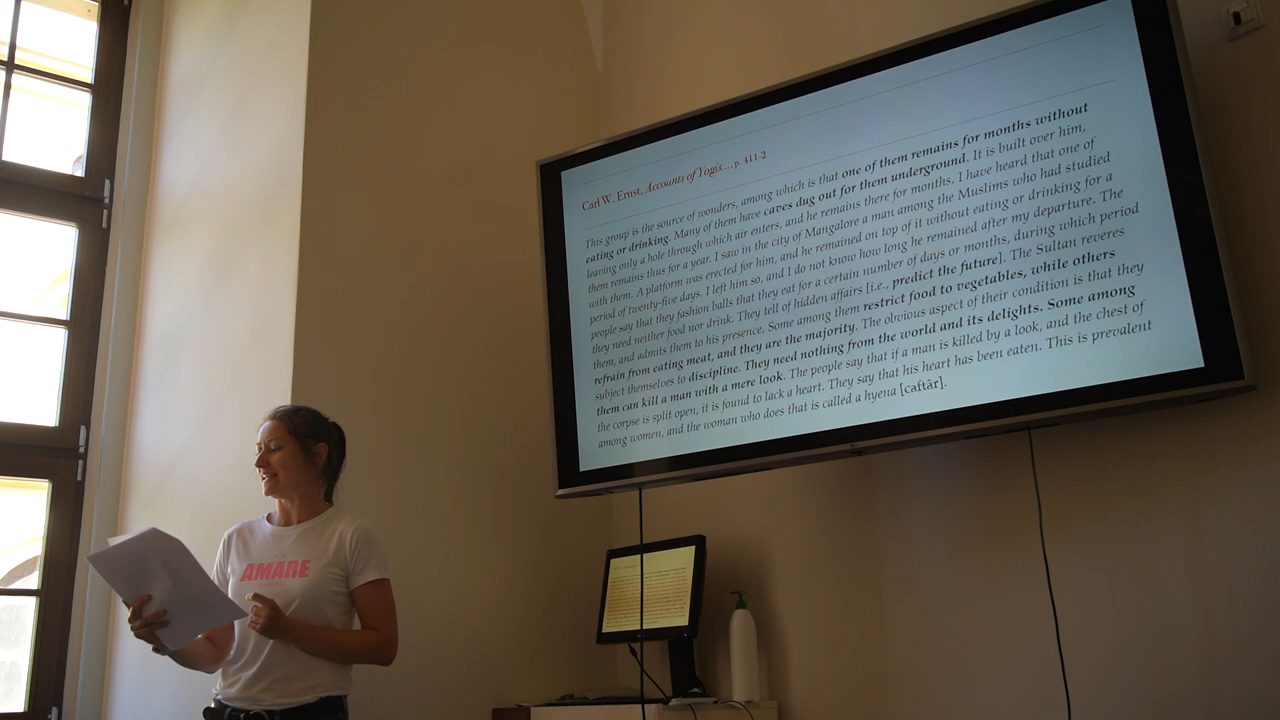 Carl W. Ernst, Accounts of Yogis…, p. 411-2
This group is the source of wonders, among which is that one of them remains for months without
eating or drinking. Many of them have caves dug out for them underground. It is built over him,
leaving only a hole through which air enters, and he remains there for months. I have heard that one of
them remains thus for a year. I saw in the city of Mangalore a man among the Muslims who had studied
with them. A platform was erected for him, and he remained on top of it without eating or drinking for a
period of twenty-five days. I left him so, and I do not know how long he remained after my departure. The
people say that they fashion balls that they eat for a certain number of days or months, during which period
they need neither food nor drink. They tell of hidden affairs [i.e., predict the future]. The Sultan reveres
them, and admits them to his presence. Some among them restrict food to vegetables, while others
refrain from eating meat, and they are the majority. The obvious aspect of their condition is that they
subject themselves to discipline. They need nothing from the world and its delights. Some among
them can kill a man with a mere look. The people say that if a man is killed by a look, and the chest of
the corpse is split open, it is found to lack a heart. They say that his heart has been eaten. This is prevalent
among women, and the woman who does that is called a hyena [caftâr].
AMARE